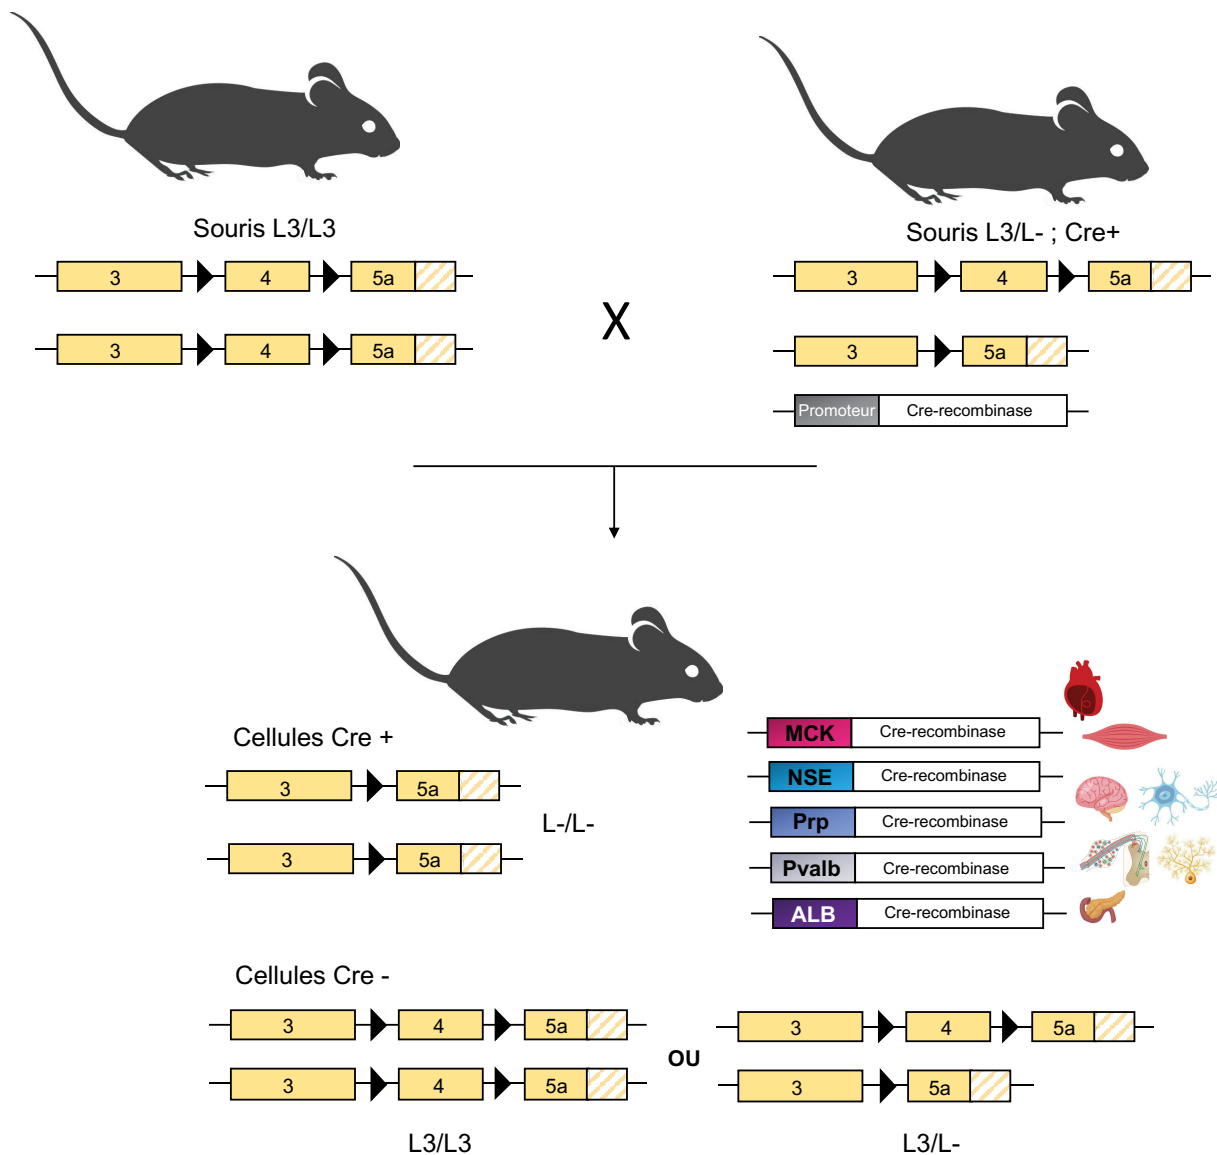 Souris L3/L3
Souris L3/L- ; Cre+
3 4 5a
3 4 5a
3 4 5a
X
3 5a
3 4 5a
Promoteur Cre-recombinase
Cellules Cre +
3 5a
L-/L-
3 5a
MCK Cre-recombinase
NSE Cre-recombinase
Prp Cre-recombinase
Pvalb Cre-recombinase
ALB Cre-recombinase
Cellules Cre -
3 4 5a
3 4 5a
L3/L3
OU
3 4 5a
3 5a
L3/L-